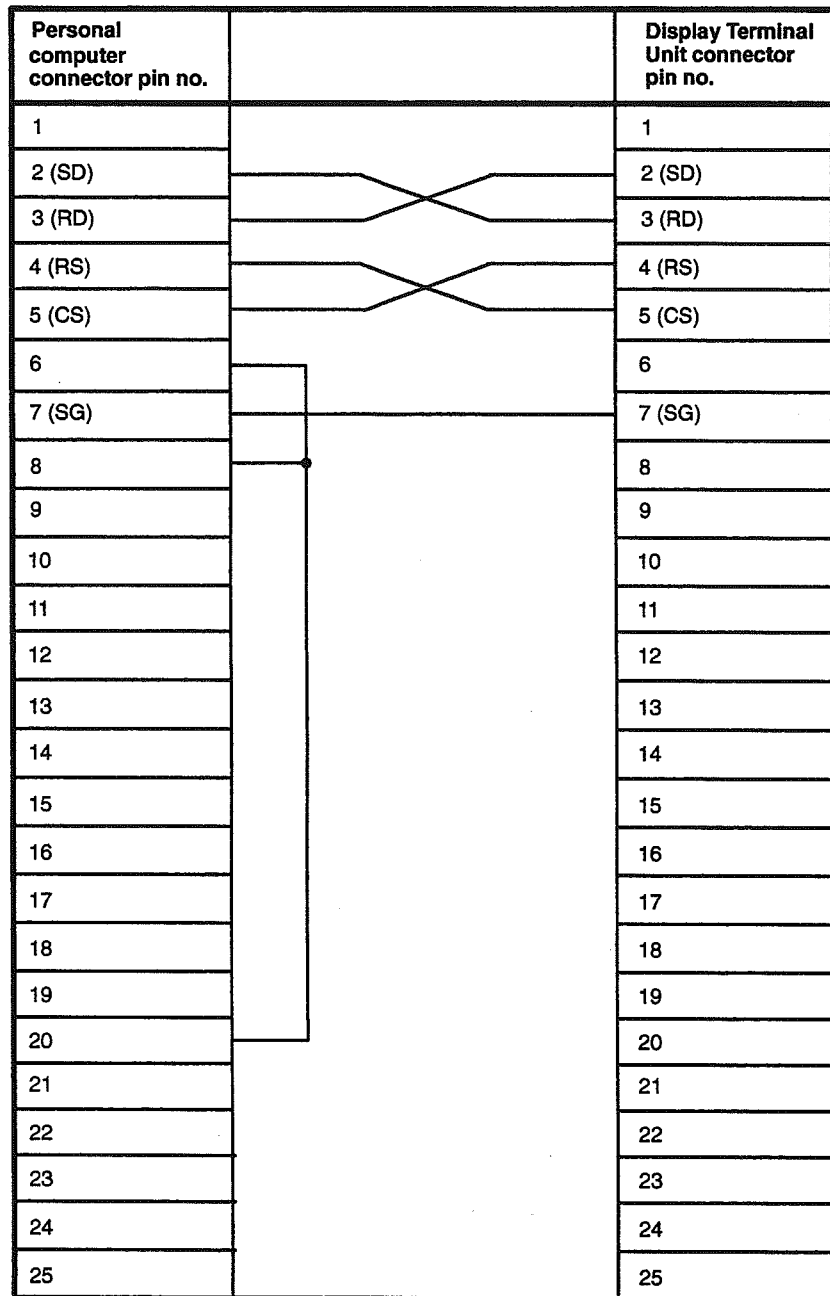 Personal
computer
connector pin no.
Display Terminal
Unit connector
pin no.
1
1
2 (SD)
2 (SD)
3 (RD)
3 (RD)
4 (RS)
4 (RS)
5 (CS)
5 (CS)
6
6
7 (SG)
7 (SG)
8
8
9
9
10
10
11
11
12
12
13
13
14
14
15
15
16
16
17
17
18
18
19
19
20
20
21
21
22
22
23
23
24
24
25
25